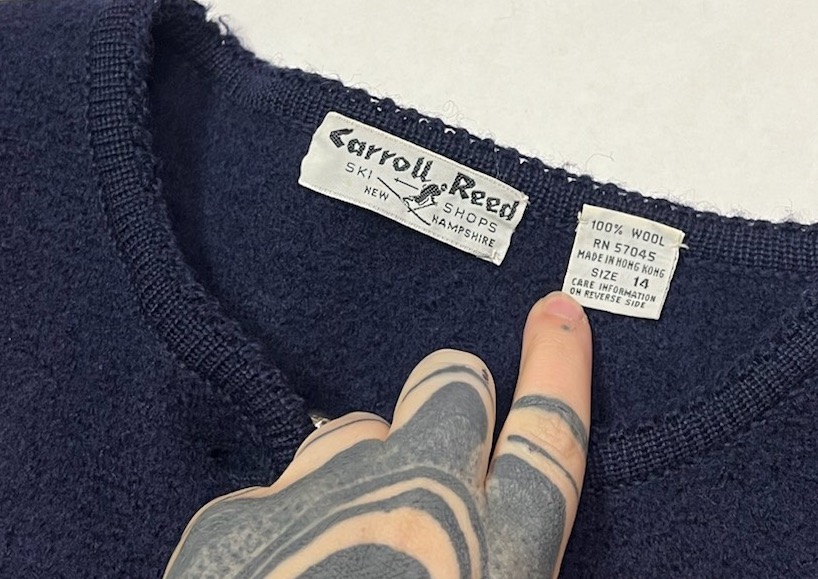 Carroll Reed
SKI SHOPS
NEW HAMPSHIRE
100% WOOL
RN 57045
MADE IN HONG KONG
SIZE 14
CARE INFORMATION
ON REVERSE SIDE